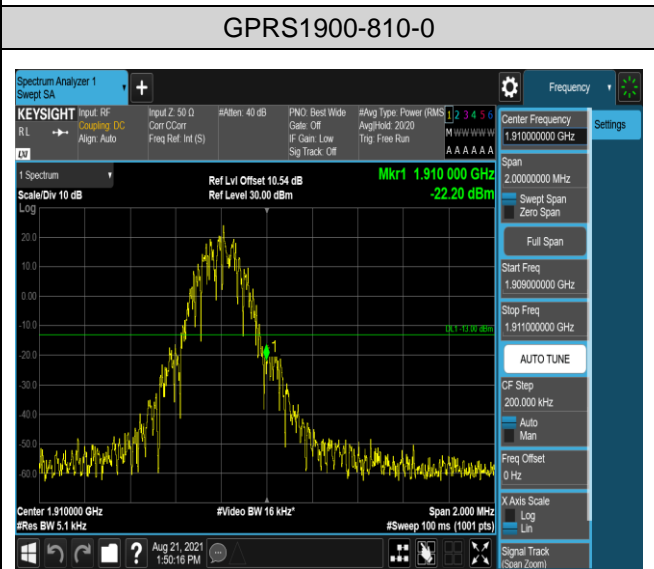 GPRS1900-810-0
Spectrum Analyzer 1
Swept SA
+
Frequency
KEYSIGHT
RL
LXI
Input: RF
Coupling: DC
Align: Auto
Input Z: 50 Ω
Corr CCorr
Freq Ref: Int (S)
#Atten: 40 dB
PNO: Best Wide
Gate: Off
IF Gain: Low
Sig Track: Off
#Avg Type: Power (RMS
Avg|Hold: 20/20
Trig: Free Run
1 2 3 4 5 6
M W W W W W
A A A A A A
Center Frequency
1.910000000 GHz
Settings
1 Spectrum
Scale/Div 10 dB
Log
Ref Lvl Offset 10.54 dB
Ref Level 30.00 dBm
Mkr1 1.910 000 GHz
-22.20 dBm
Span
2.00000000 MHz
Swept Span
Zero Span
Full Span
Start Freq
1.909000000 GHz
Stop Freq
1.911000000 GHz
AUTO TUNE
CF Step
200.000 kHz
Auto
Man
Freq Offset
0 Hz
X Axis Scale
Log
Lin
Signal Track
(Span Zoom)
20.0
10.0
0.00
-10.0
-20.0
-30.0
-40.0
-50.0
-60.0
DL1 -13.00 dBm
1
Center 1.910000 GHz
#Res BW 5.1 kHz
#Video BW 16 kHz*
Span 2.000 MHz
#Sweep 100 ms (1001 pts)
?
Aug 21, 2021
1:50:16 PM